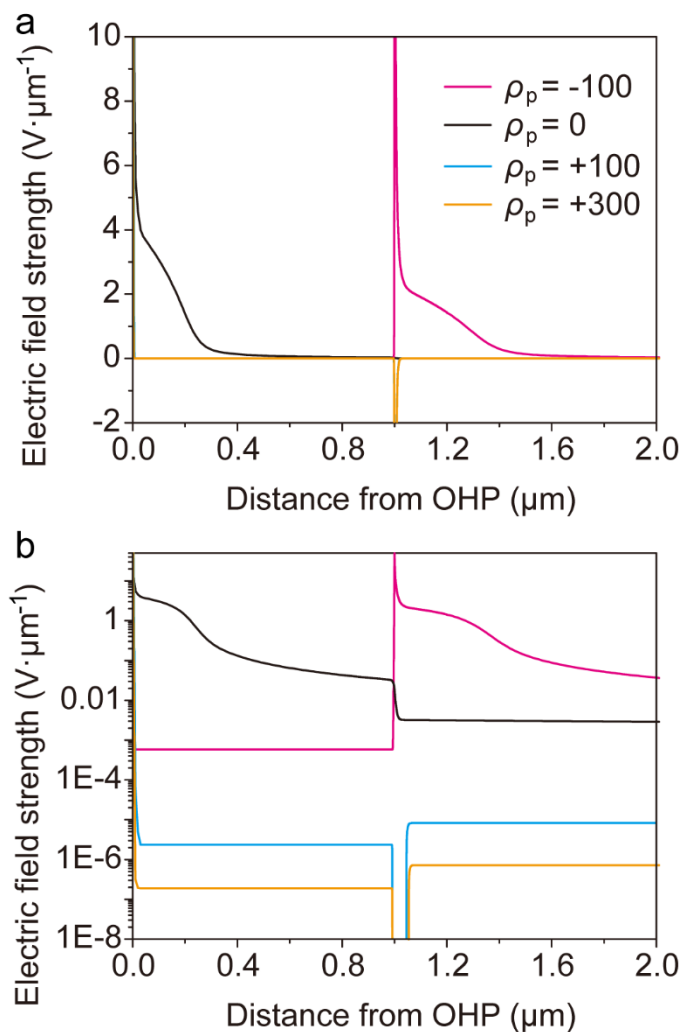 a
Electric field strength (V·µm⁻¹)
10
8
6
4
2
0
-2
ρp = -100
ρp = 0
ρp = +100
ρp = +300
0.0 0.4 0.8 1.2 1.6 2.0
Distance from OHP (µm)
b
Electric field strength (V·µm⁻¹)
1
0.01
1E-4
1E-6
1E-8
0.0 0.4 0.8 1.2 1.6 2.0
Distance from OHP (µm)